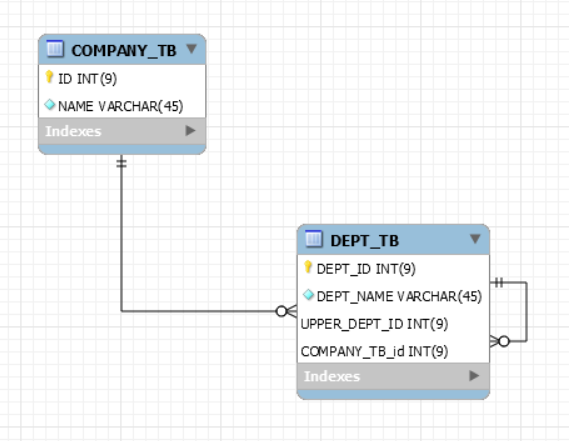 COMPANY_TB
ID INT(9)
NAME VARCHAR(45)
Indexes
DEPT_TB
DEPT_ID INT(9)
DEPT_NAME VARCHAR(45)
UPPER_DEPT_ID INT(9)
COMPANY_TB_id INT(9)
Indexes